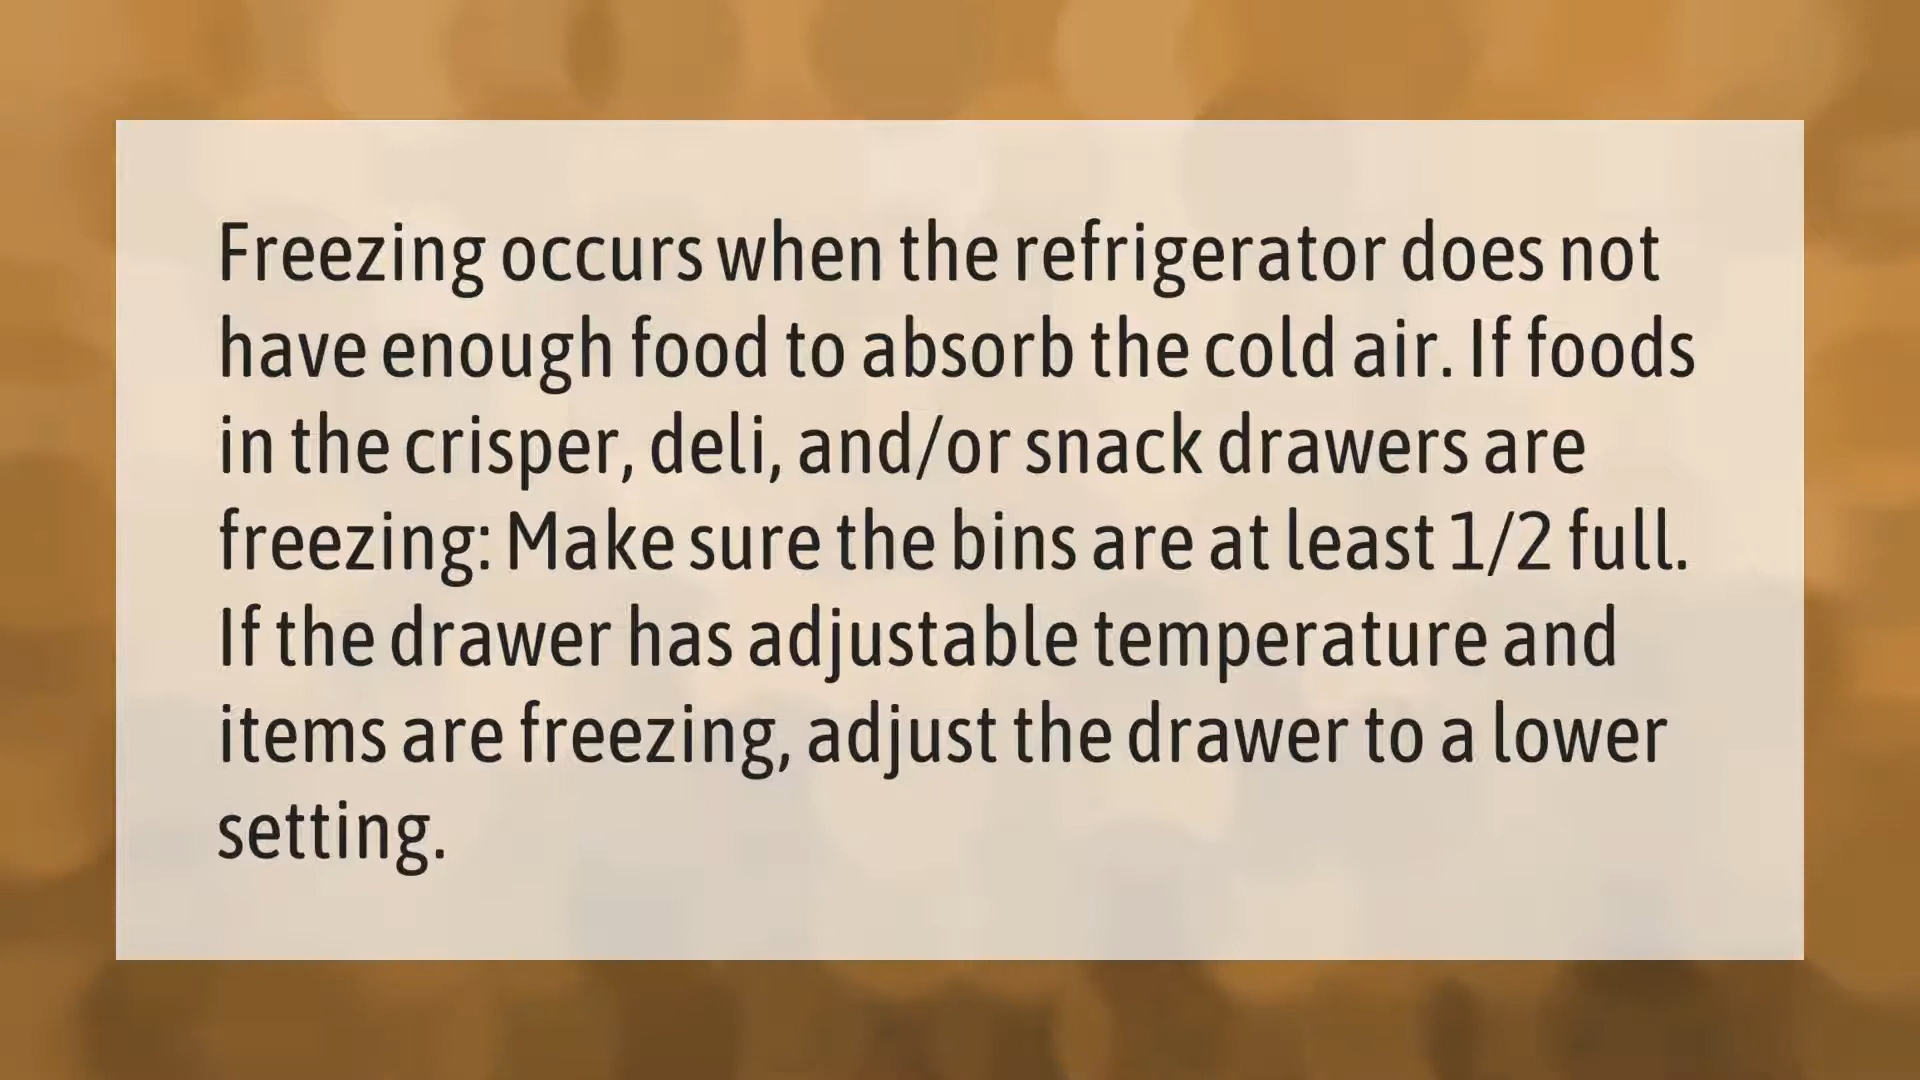 Freezing occurs when the refrigerator does not
have enough food to absorb the cold air. If foods
in the crisper, deli, and/or snack drawers are
freezing: Make sure the bins are at least 1/2 full.
If the drawer has adjustable temperature and
items are freezing, adjust the drawer to a lower
setting.